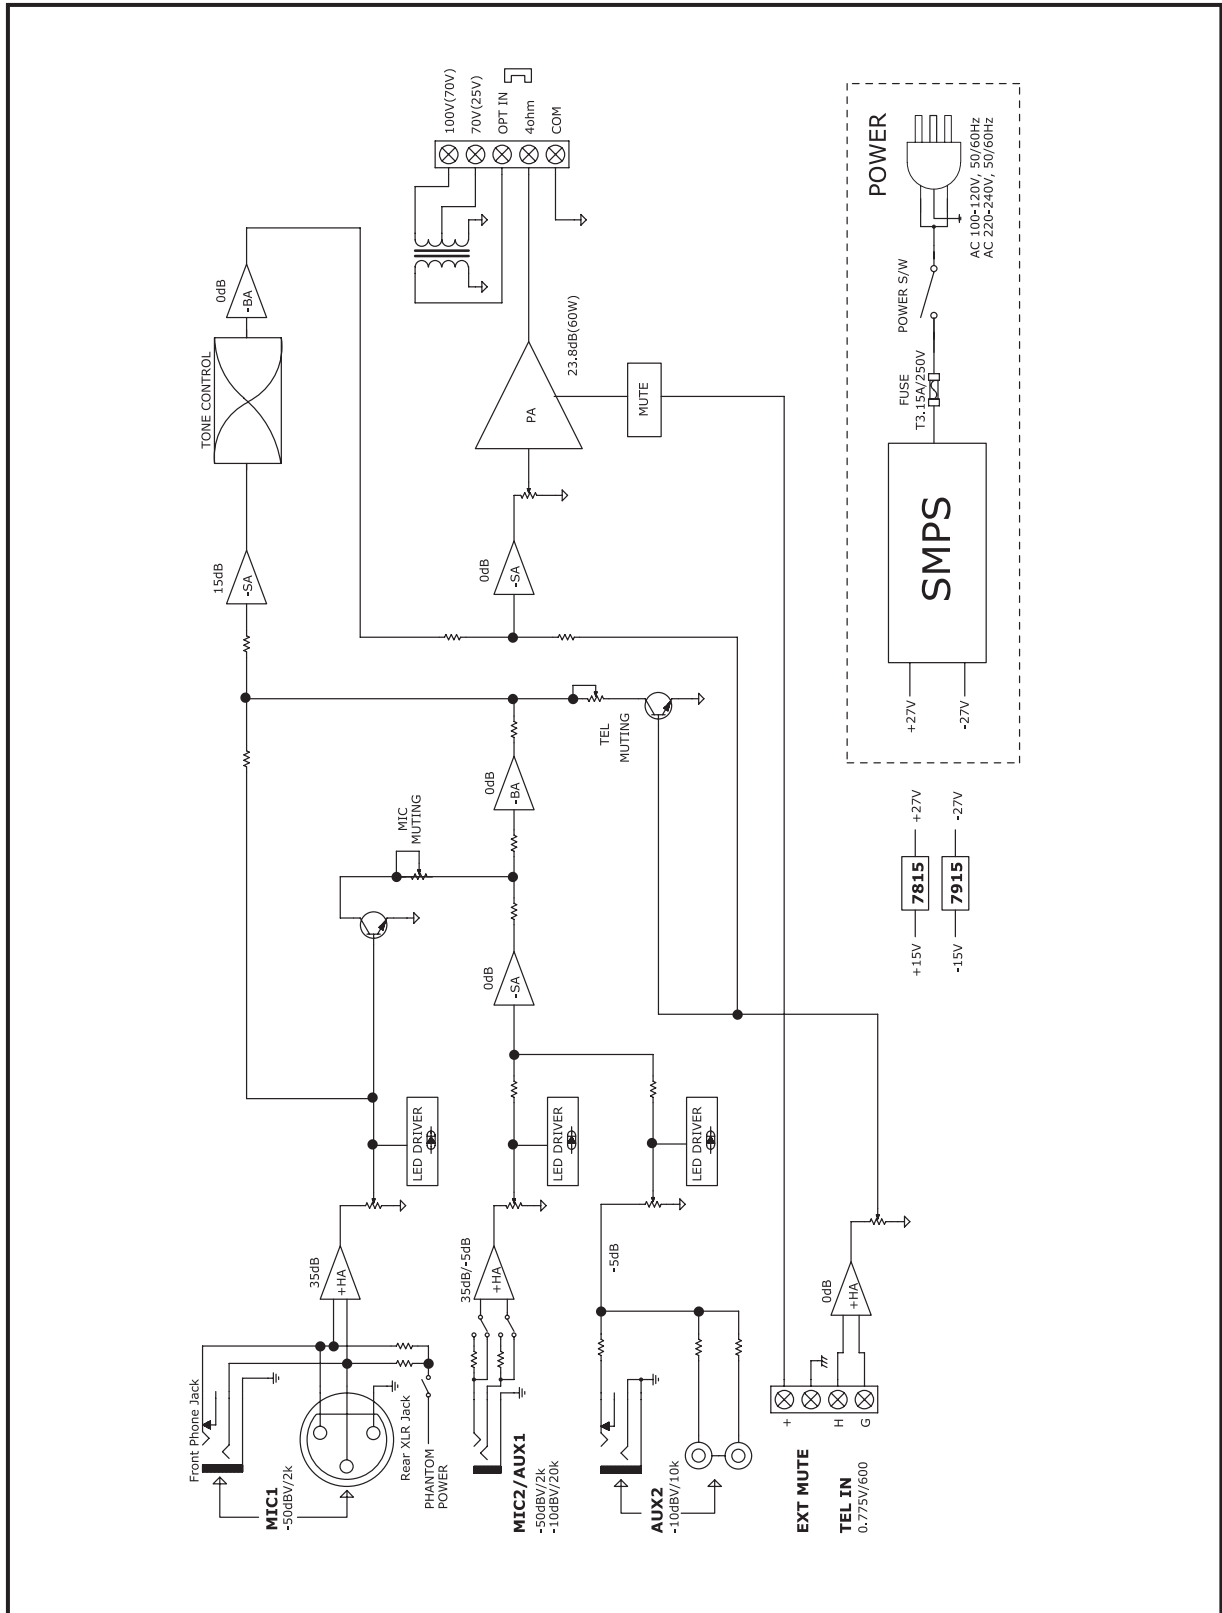 MIC1
-50dBV/2k
Front Phone Jack
Rear XLR Jack
PHANTOM
POWER
35dB
+HA
LED DRIVER
MIC
MUTING
15dB
-SA
TONE CONTROL
0dB
-BA
MIC2/AUX1
-50dBV/2k
-10dBV/20k
35dB/-5dB
+HA
LED DRIVER
0dB
-SA
0dB
-BA
TEL
MUTING
0dB
-SA
PA
23.8dB(60W)
MUTE
100V(70V)
70V(25V)
OPT IN
4ohm
COM
AUX2
-10dBV/10k
-5dB
LED DRIVER
EXT MUTE
TEL IN
0.775V/600
+
H
G
0dB
+HA
+15V
7815
+27V
-15V
7915
-27V
+27V
-27V
SMPS
FUSE
T3.15A/250V
POWER S/W
POWER
AC 100-120V, 50/60Hz
AC 220-240V, 50/60Hz